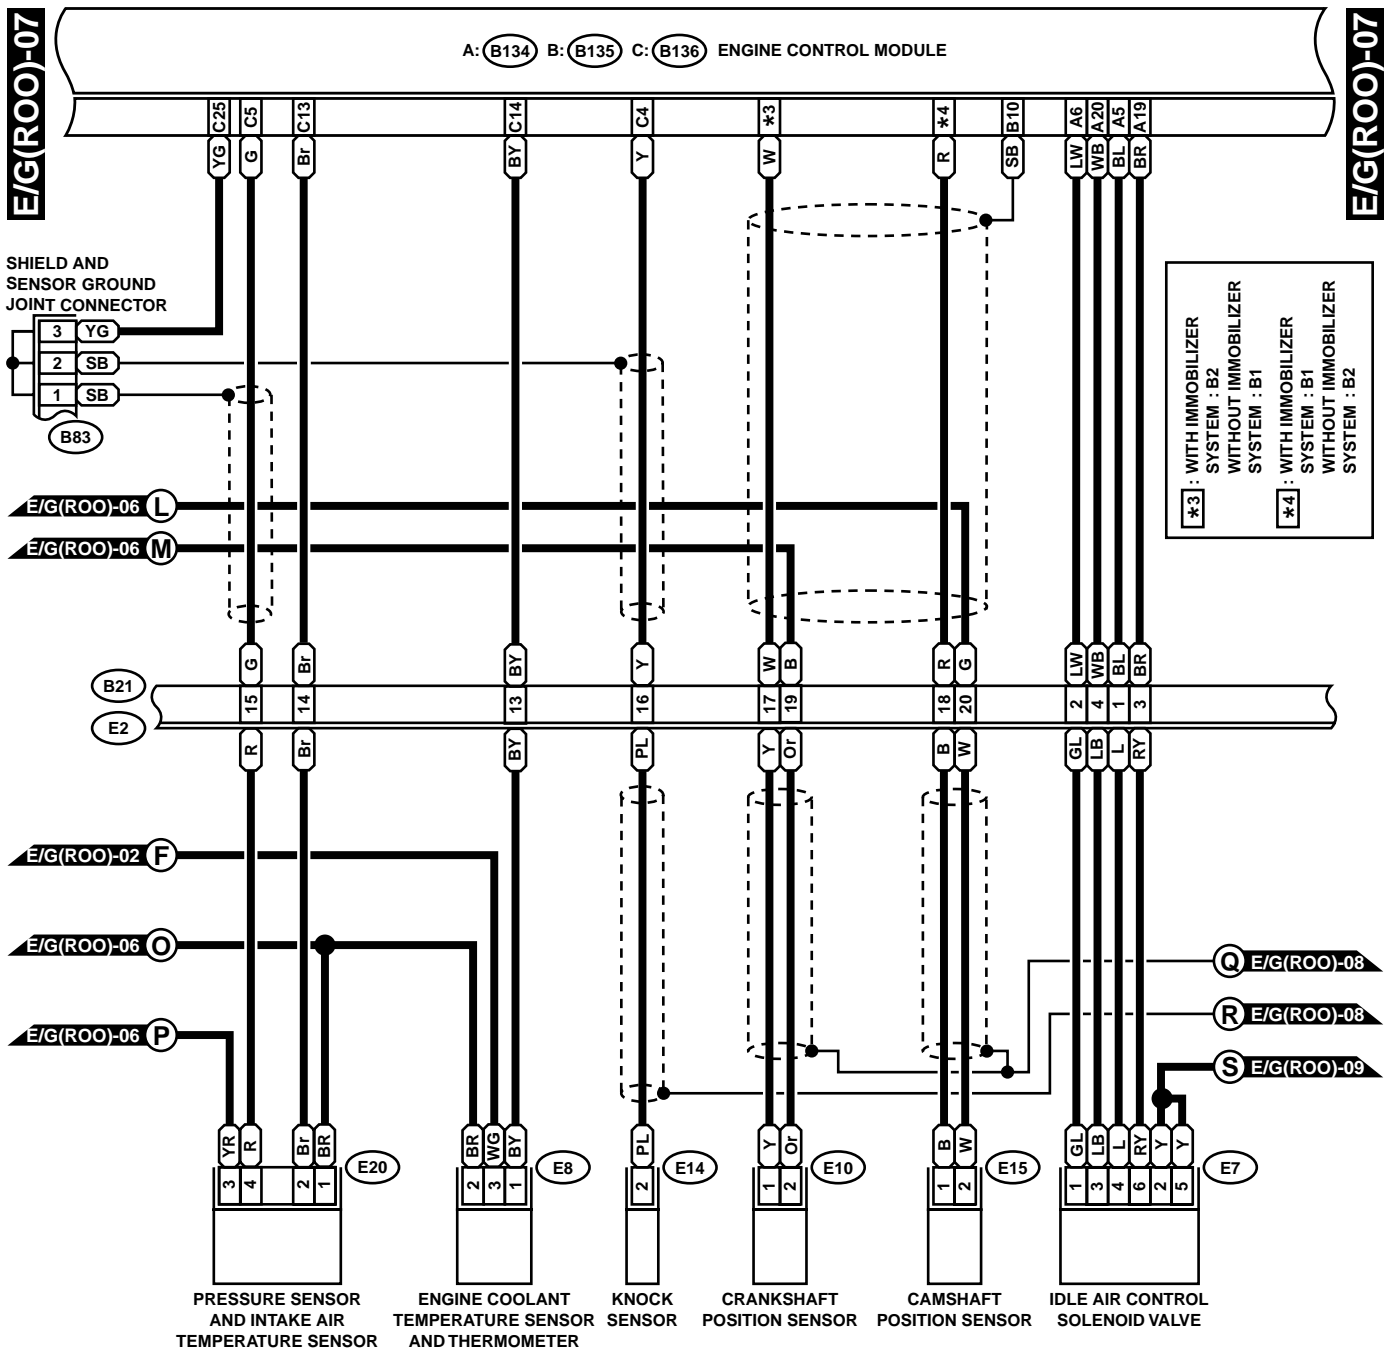 E/G(ROO)-07
E/G(ROO)-07
A: B134 B: B135 C: B136 ENGINE CONTROL MODULE
C25 C5 C13 C14 C4 *3 *4 B10 A6 A20 A5 A19
YG G Br BY Y W R SB LW WB BL BR
SHIELD AND
SENSOR GROUND
JOINT CONNECTOR
3 YG
2 SB
1 SB
B83
*3 : WITH IMMOBILIZER
SYSTEM : B2
WITHOUT IMMOBILIZER
SYSTEM : B1
*4 : WITH IMMOBILIZER
SYSTEM : B1
WITHOUT IMMOBILIZER
SYSTEM : B2
E/G(ROO)-06 L
E/G(ROO)-06 M
G Br BY Y W B R G LW WB BL BR
B21
15 14 13 16 17 19 18 20 2 4 1 3
E2
R Br BY PL Y Or B W GL LB L RY
E/G(ROO)-02 F
E/G(ROO)-06 O
Q E/G(ROO)-08
R E/G(ROO)-08
E/G(ROO)-06 P
S E/G(ROO)-09
YR R Br BR BR WG BY PL Y Or B W GL LB L RY Y Y
E20 E8 E14 E10 E15 E7
3 4 2 1 2 3 1 2 1 2 1 2 1 3 4 6 2 5
PRESSURE SENSOR
AND INTAKE AIR
TEMPERATURE SENSOR
ENGINE COOLANT
TEMPERATURE SENSOR
AND THERMOMETER
KNOCK
SENSOR
CRANKSHAFT
POSITION SENSOR
CAMSHAFT
POSITION SENSOR
IDLE AIR CONTROL
SOLENOID VALVE